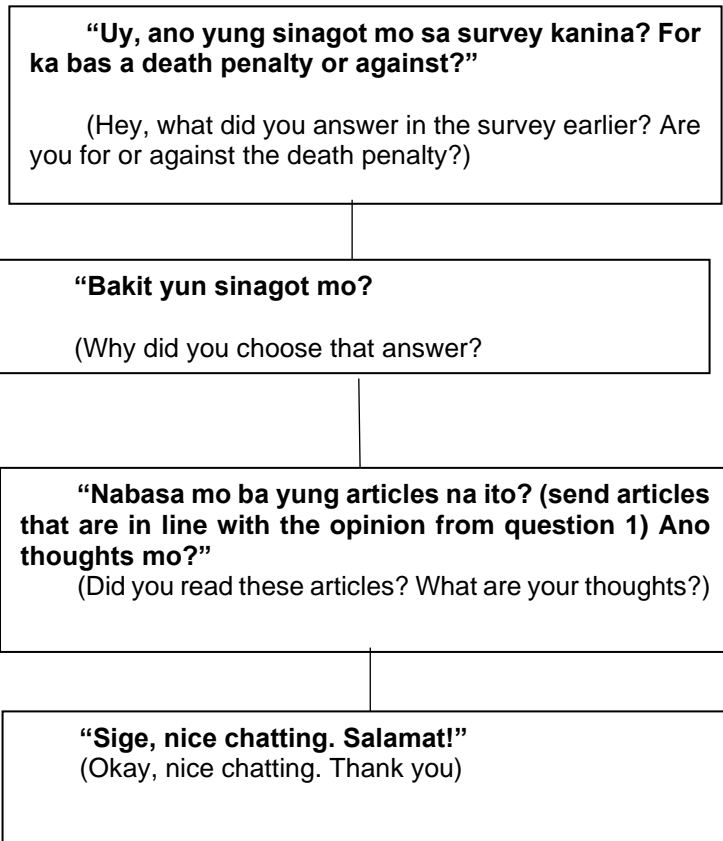 “Uy, ano yung sinagot mo sa survey kanina? For
ka bas a death penalty or against?”
(Hey, what did you answer in the survey earlier? Are
you for or against the death penalty?)
“Bakit yun sinagot mo?
(Why did you choose that answer?
“Nabasa mo ba yung articles na ito? (send articles
that are in line with the opinion from question 1) Ano
thoughts mo?”
(Did you read these articles? What are your thoughts?)
“Sige, nice chatting. Salamat!”
(Okay, nice chatting. Thank you)